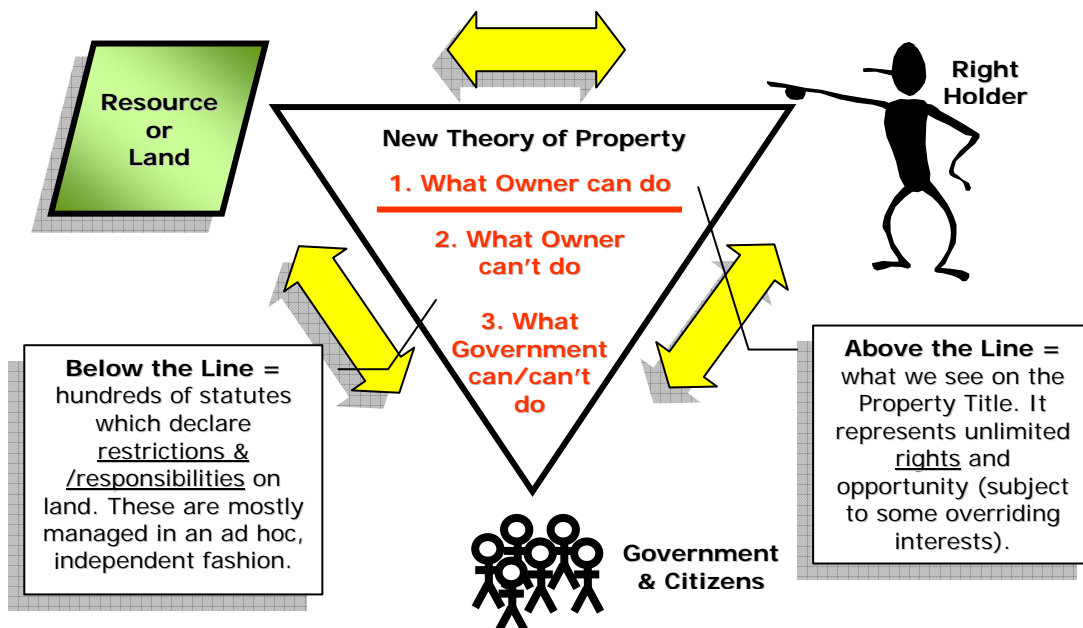 Resource
or
Land
Right
Holder
New Theory of Property
1. What Owner can do
2. What Owner
can't do
3. What
Government
can/can't
do
Below the Line =
hundreds of statutes
which declare
restrictions &
/responsibilities on
land. These are mostly
managed in an ad hoc,
independent fashion.
Above the Line =
what we see on the
Property Title. It
represents unlimited
rights and
opportunity (subject
to some overriding
interests).
Government
& Citizens